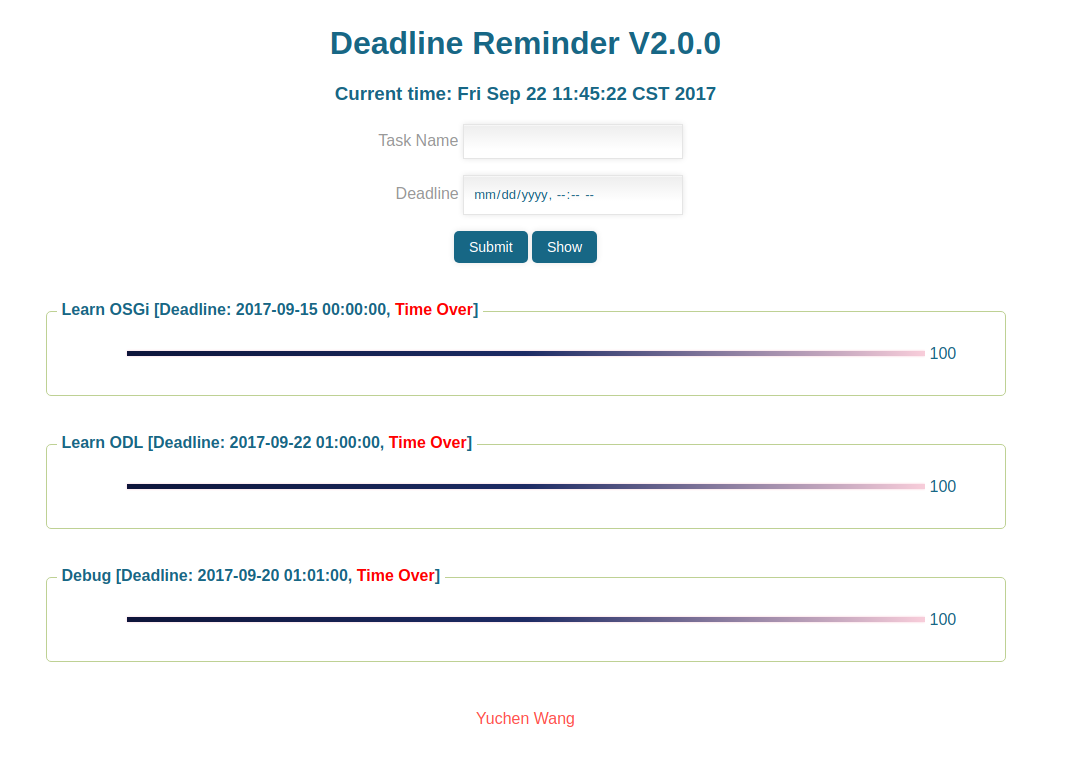 Deadline Reminder V2.0.0
Current time: Fri Sep 22 11:45:22 CST 2017
Task Name
Deadline mm/dd/yyyy, --:-- --
Submit Show
Learn OSGi [Deadline: 2017-09-15 00:00:00, Time Over]
100
Learn ODL [Deadline: 2017-09-22 01:00:00, Time Over]
100
Debug [Deadline: 2017-09-20 01:01:00, Time Over]
100
Yuchen Wang